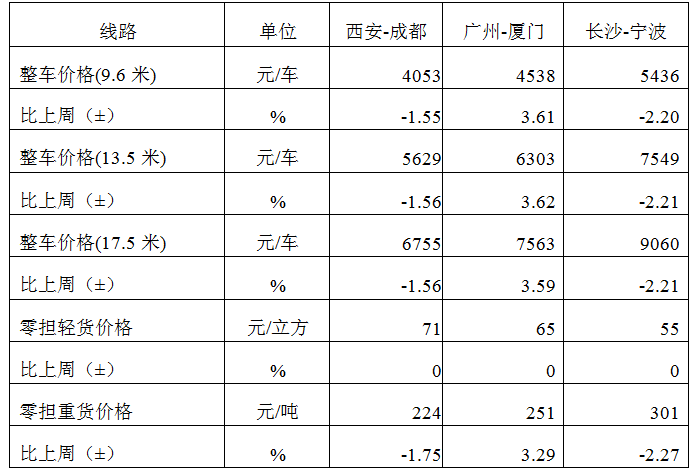 线路 单位 西安-成都 广州-厦门 长沙-宁波
整车价格(9.6 米) 元/车 4053 4538 5436
比上周（±） % -1.55 3.61 -2.20
整车价格(13.5 米) 元/车 5629 6303 7549
比上周（±） % -1.56 3.62 -2.21
整车价格(17.5 米) 元/车 6755 7563 9060
比上周（±） % -1.56 3.59 -2.21
零担轻货价格 元/立方 71 65 55
比上周（±） % 0 0 0
零担重货价格 元/吨 224 251 301
比上周（±） % -1.75 3.29 -2.27